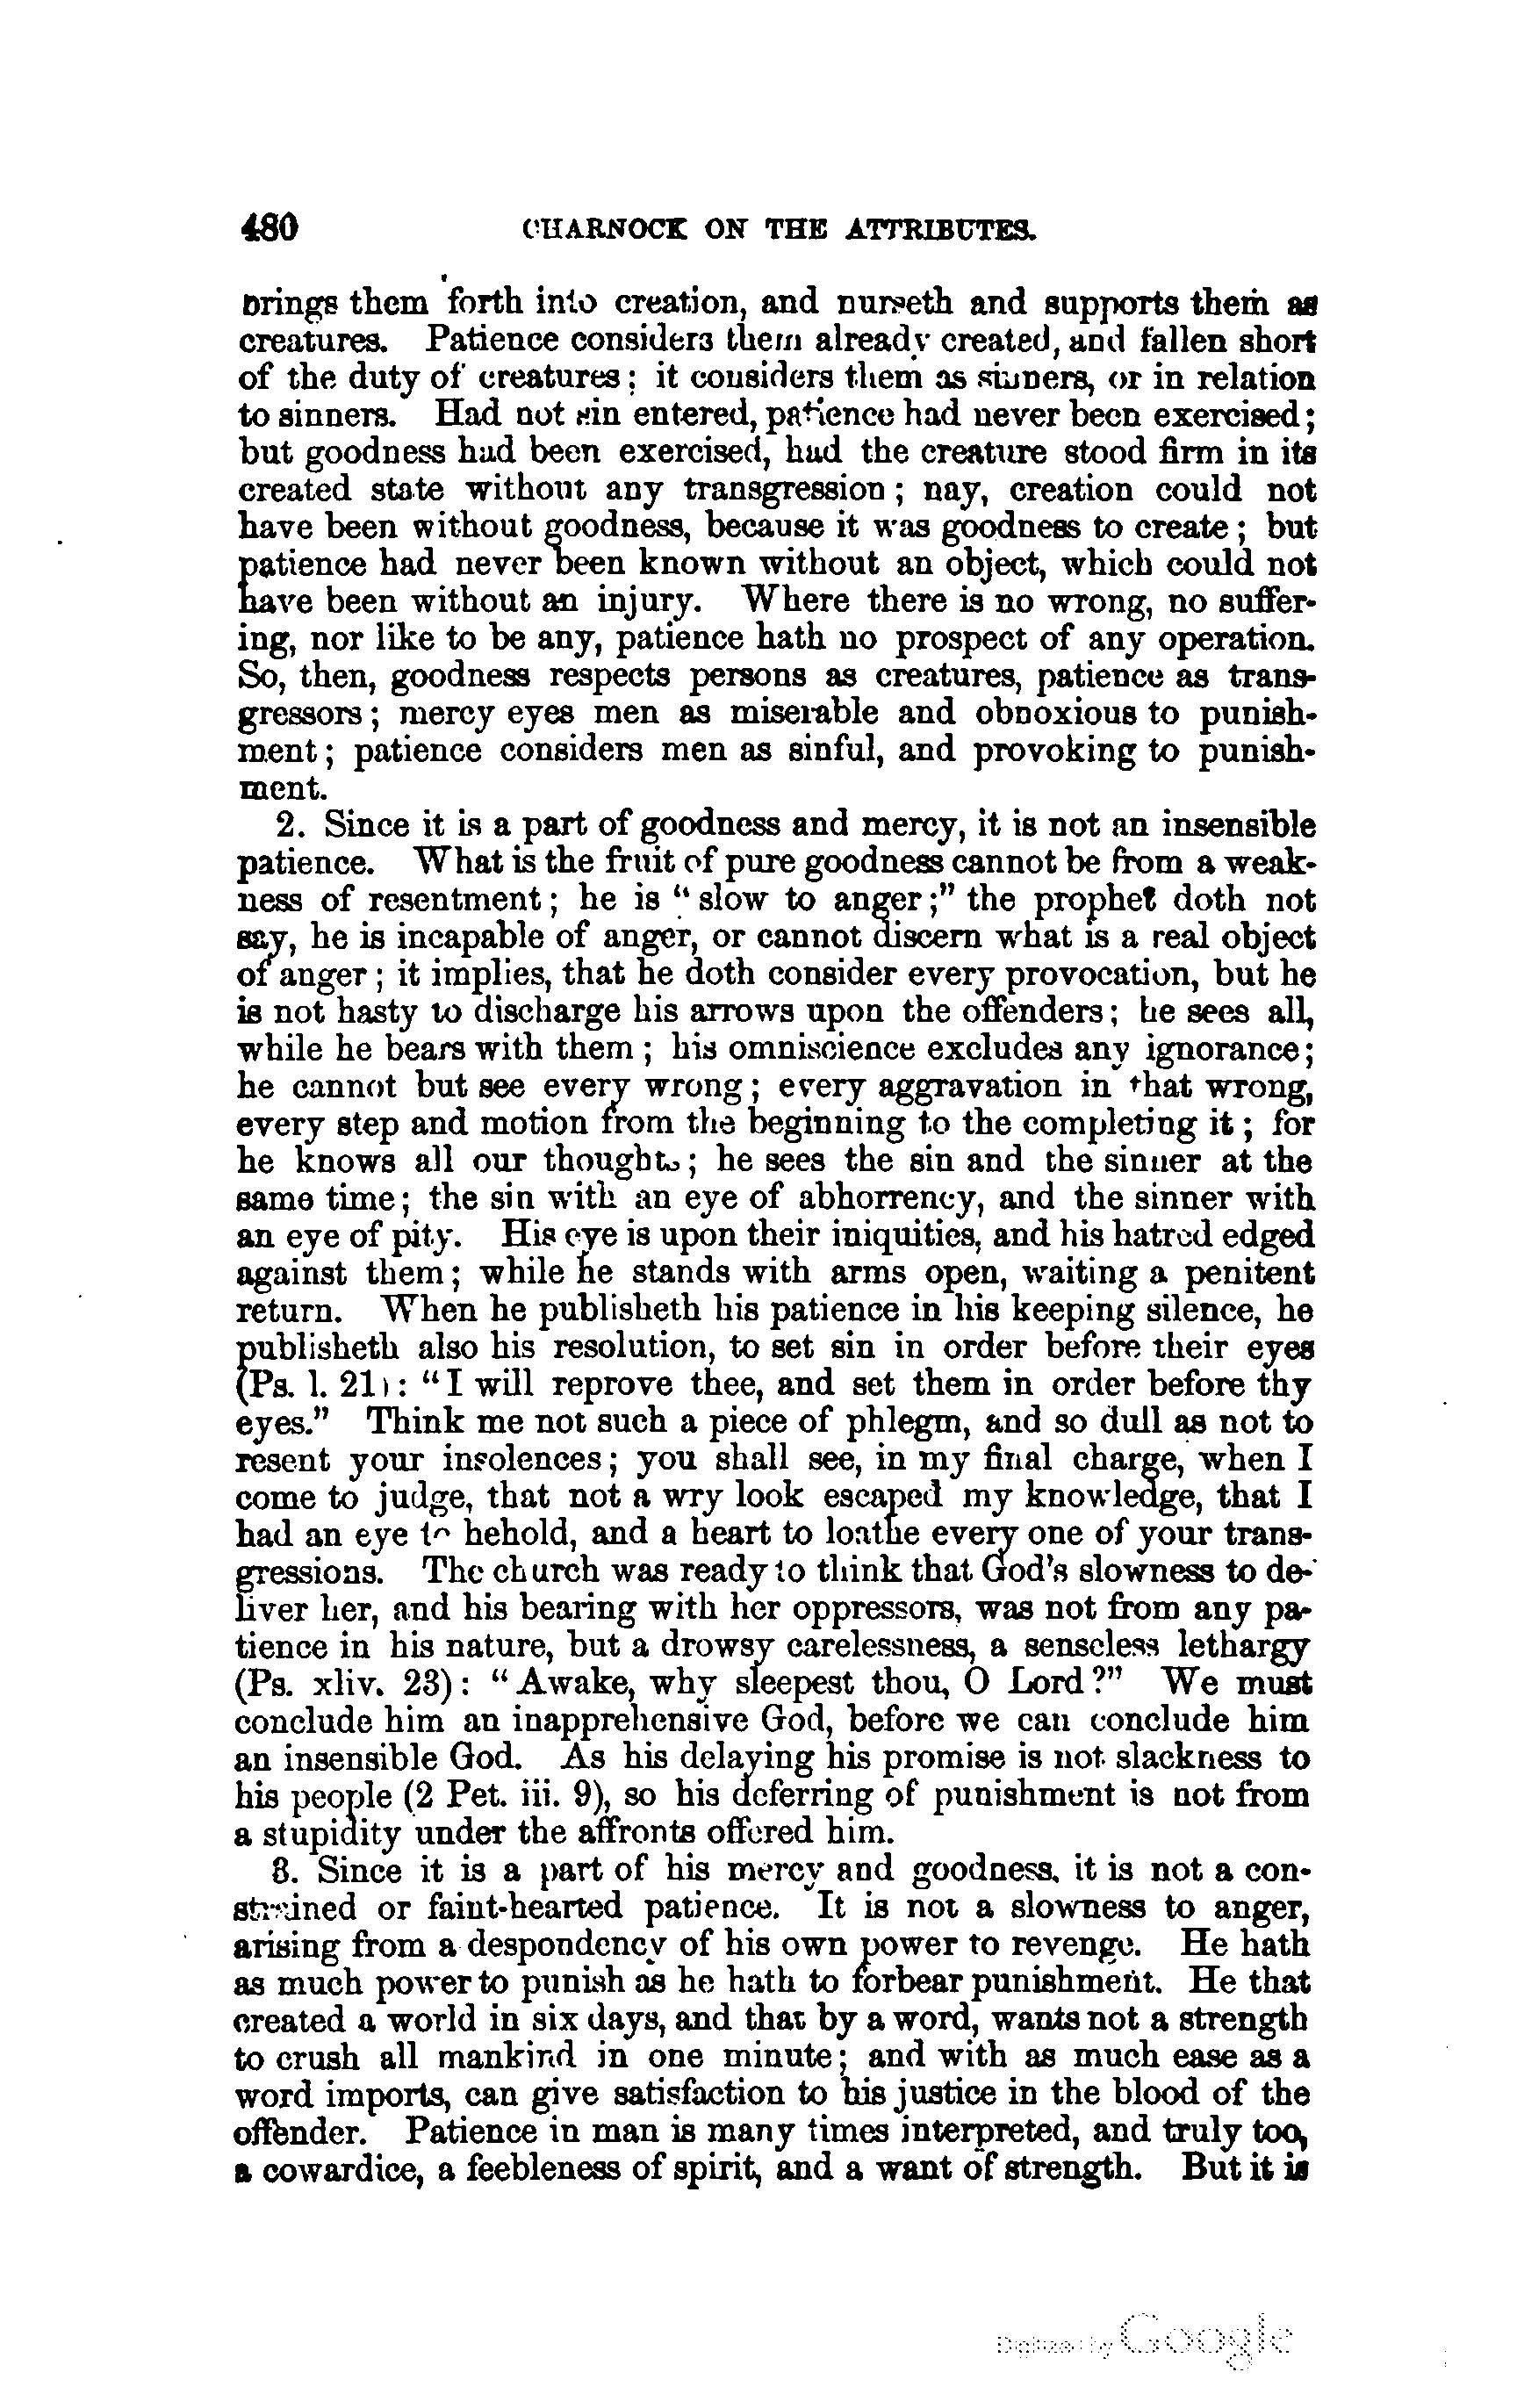 480 CHARNOCK ON THE ATTRIBUTES.
brings them forth into creation, and nurseth and supports them as
creatures. Patience considers them already created, and fallen short
of the duty of creatures; it considers them as sinners, or in relation
to sinners. Had not sin entered, patience had never been exercised;
but goodness had been exercised, had the creature stood firm in its
created state without any transgression; nay, creation could not
have been without goodness, because it was goodness to create; but
patience had never been known without an object, which could not
have been without an injury. Where there is no wrong, no suffer-
ing, nor like to be any, patience hath no prospect of any operation.
So, then, goodness respects persons as creatures, patience as trans-
gressors; mercy eyes men as miserable and obnoxious to punish-
ment; patience considers men as sinful, and provoking to punish-
ment.
2. Since it is a part of goodness and mercy, it is not an insensible
patience. What is the fruit of pure goodness cannot be from a weak-
ness of resentment; he is "slow to anger;" the prophet doth not
say, he is incapable of anger, or cannot discern what is a real object
of anger; it implies, that he doth consider every provocation, but he
is not hasty to discharge his arrows upon the offenders; he sees all,
while he bears with them; his omniscience excludes any ignorance;
he cannot but see every wrong; every aggravation in that wrong,
every step and motion from the beginning to the completing it; for
he knows all our thoughts; he sees the sin and the sinner at the
same time; the sin with an eye of abhorrency, and the sinner with
an eye of pity. His eye is upon their iniquities, and his hatred edged
against them; while he stands with arms open, waiting a penitent
return. When he publisheth his patience in his keeping silence, he
publisheth also his resolution, to set sin in order before their eyes
(Ps. l. 21): "I will reprove thee, and set them in order before thy
eyes." Think me not such a piece of phlegm, and so dull as not to
resent your insolences; you shall see, in my final charge, when I
come to judge, that not a wry look escaped my knowledge, that I
had an eye to hehold, and a heart to loathe every one of your trans-
gressions. The church was ready to think that God's slowness to de-
liver her, and his bearing with her oppressors, was not from any pa-
tience in his nature, but a drowsy carelessness, a senseless lethargy
(Ps. xliv. 23): "Awake, why sleepest thou, O Lord?" We must
conclude him an inapprehensive God, before we can conclude him
an insensible God. As his delaying his promise is not slackness to
his people (2 Pet. iii. 9), so his deferring of punishment is not from
a stupidity under the affronts offered him.
3. Since it is a part of his mercy and goodness, it is not a con-
strained or faint-hearted patience. It is not a slowness to anger,
arising from a despondency of his own power to revenge. He hath
as much power to punish as he hath to forbear punishment. He that
created a world in six days, and that by a word, wants not a strength
to crush all mankind in one minute; and with as much ease as a
word imports, can give satisfaction to his justice in the blood of the
offender. Patience in man is many times interpreted, and truly too,
a cowardice, a feebleness of spirit, and a want of strength. But it is
Digitized by Google